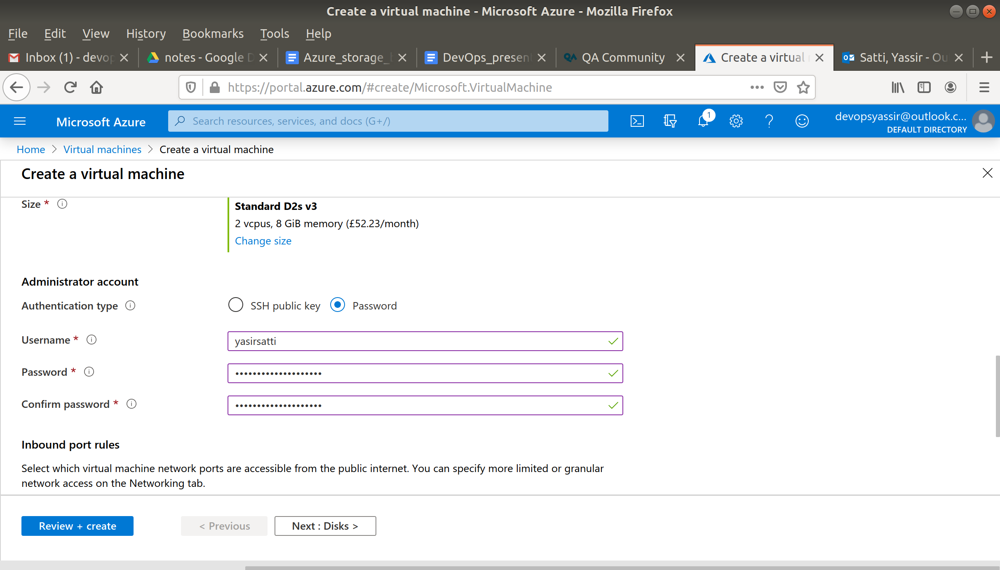 Create a virtual machine - Microsoft Azure - Mozilla Firefox
File Edit View History Bookmarks Tools Help
Inbox (1) - devop notes - Google D Azure_storage_b DevOps_present QA Community Create a virtual Satti, Yassir - Ou
https://portal.azure.com/#create/Microsoft.VirtualMachine
Microsoft Azure Search resources, services, and docs (G+/) 1 devopsyassir@outlook.c...
DEFAULT DIRECTORY
Home > Virtual machines > Create a virtual machine
Create a virtual machine
Size * Standard D2s v3
2 vcpus, 8 GiB memory (£52.23/month)
Change size
Administrator account
Authentication type SSH public key Password
Username * yasirsatti
Password * ••••••••••••••••••••
Confirm password * ••••••••••••••••••••
Inbound port rules
Select which virtual machine network ports are accessible from the public internet. You can specify more limited or granular
network access on the Networking tab.
Review + create < Previous Next : Disks >